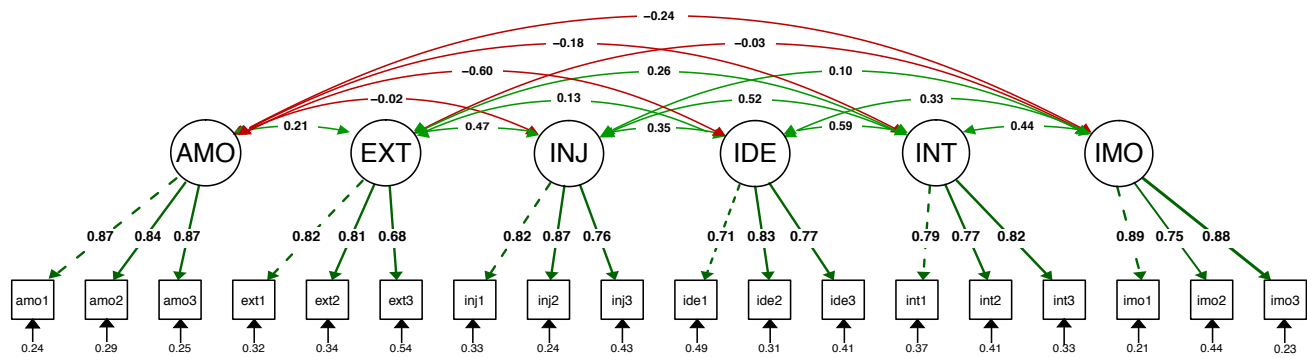 −0.24
−0.18 −0.03
−0.60 0.26 0.10
−0.02 0.13 0.52 0.33
0.21 0.47 0.35 0.59 0.44
AMO EXT INJ IDE INT IMO
0.87 0.84 0.87 0.82 0.81 0.68 0.82 0.87 0.76 0.71 0.83 0.77 0.79 0.77 0.82 0.89 0.75 0.88
amo1 amo2 amo3 ext1 ext2 ext3 inj1 inj2 inj3 ide1 ide2 ide3 int1 int2 int3 imo1 imo2 imo3
0.24 0.29 0.25 0.32 0.34 0.54 0.33 0.24 0.43 0.49 0.31 0.41 0.37 0.41 0.33 0.21 0.44 0.23